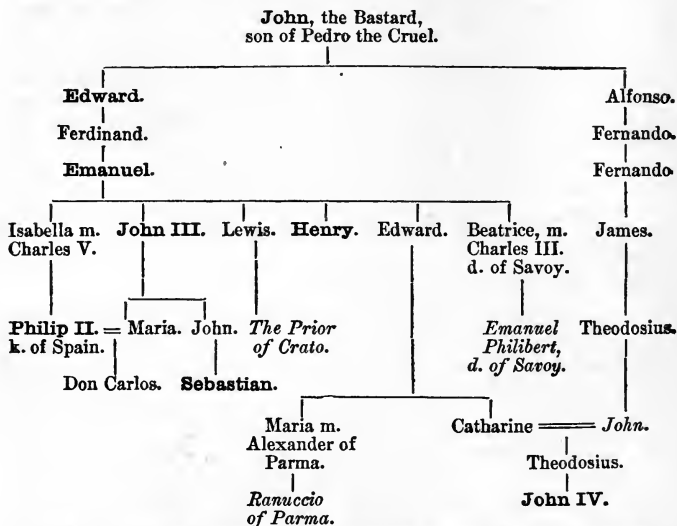 John, the Bastard,
son of Pedro the Cruel.
Edward. Alfonso.
Ferdinand. Fernando.
Emanuel. Fernando
Isabella m. John III. Lewis. Henry. Edward. Beatrice, m. James.
Charles V. Charles III.
d. of Savoy.
Philip II. = Maria. John. The Prior Emanuel Theodosius.
k. of Spain. of Crato. Philibert,
Don Carlos. Sebastian. d. of Savoy.
Maria m. Catharine = John.
Alexander of
Parma. Theodosius.
Ranuccio John IV.
of Parma.